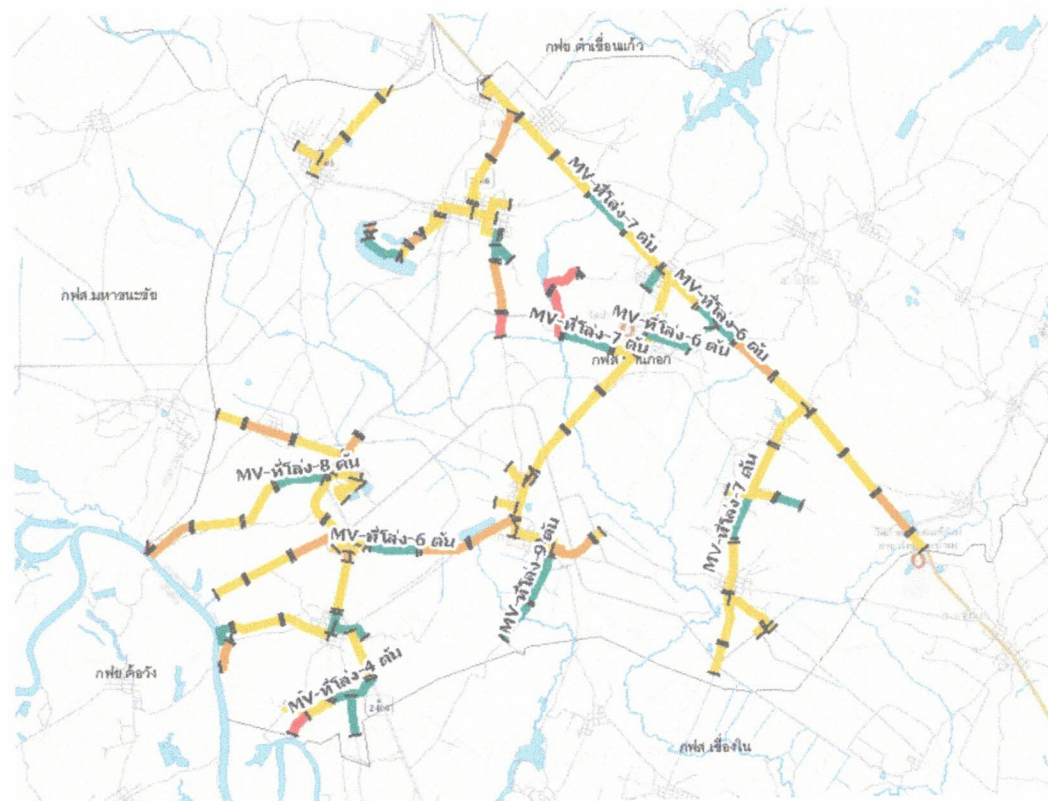 กฟย.คำเขื่อนแก้ว
MV-ที่โล่ง-7 ต้น
กฟส.มหาชนะชัย
MV-ที่โล่ง-6 ต้น
MV-ที่โล่ง-7 ต้น
MV-ที่โล่ง-6 ต้น
MV-ที่โล่ง-8 ต้น
MV-ที่โล่ง-7 ต้น
MV-ที่โล่ง-6 ต้น
MV-ที่โล่ง-9 ต้น
กฟย.ค้อวัง
MV-ที่โล่ง-4 ต้น
กฟส.เขื่องใน